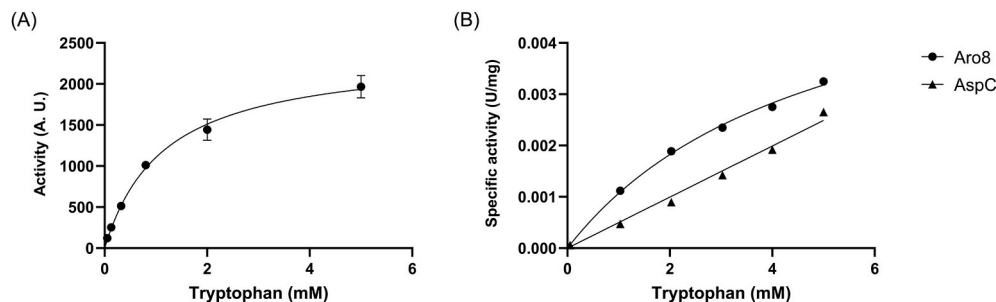 (A)
Activity (A. U.)
2500
2000
1500
1000
500
0
0 2 4 6
Tryptophan (mM)
(B)
Specific activity (U/mg)
0.004
0.003
0.002
0.001
0.000
0 2 4 6
Tryptophan (mM)
Aro8
AspC